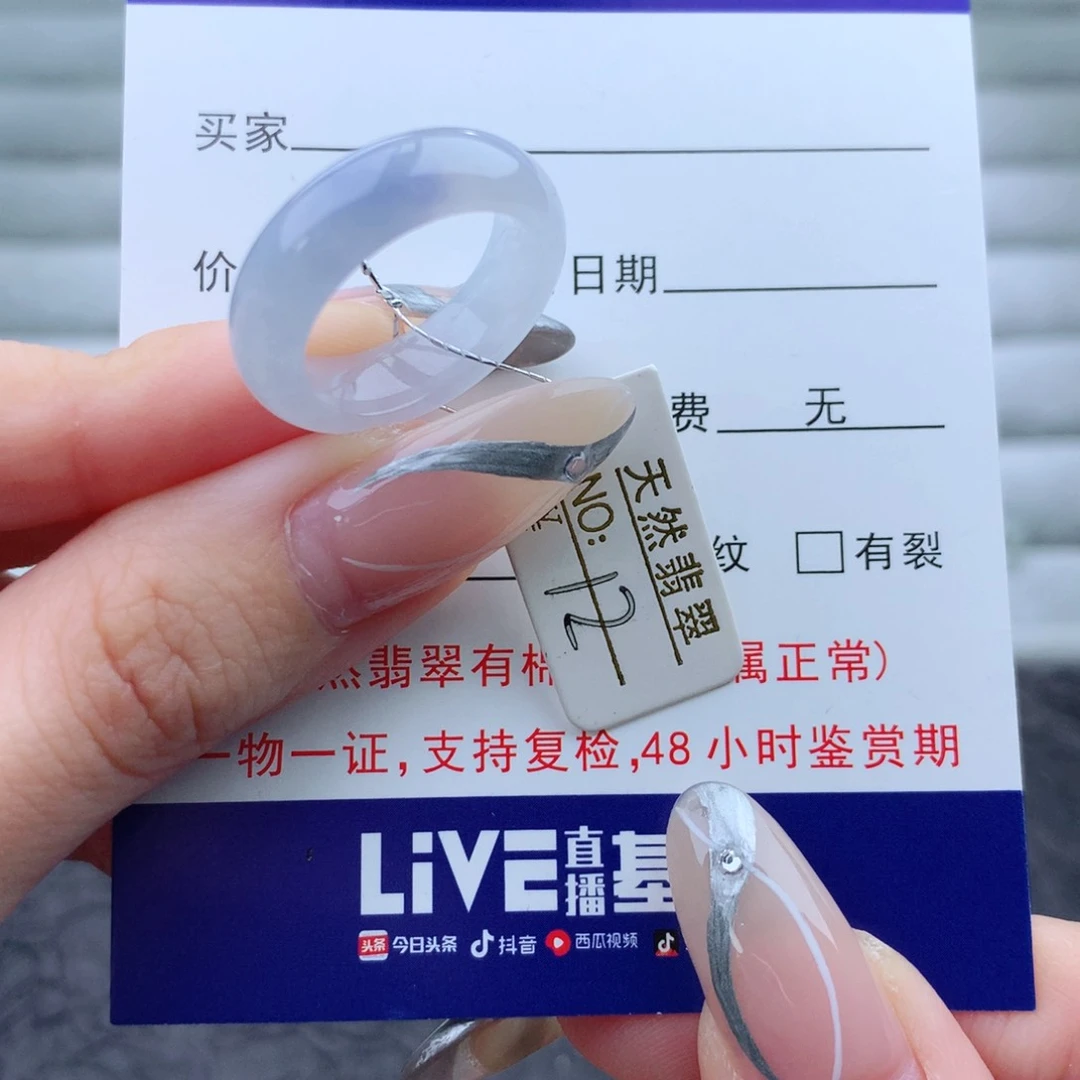 买家
价 日期
费 无
纹 □有裂
天然翡翠
NO:
12
然翡翠有棉 属正常)
一物一证,支持复检,48小时鉴赏期
LiVE直播基
头条 今日头条 抖音 西瓜视频